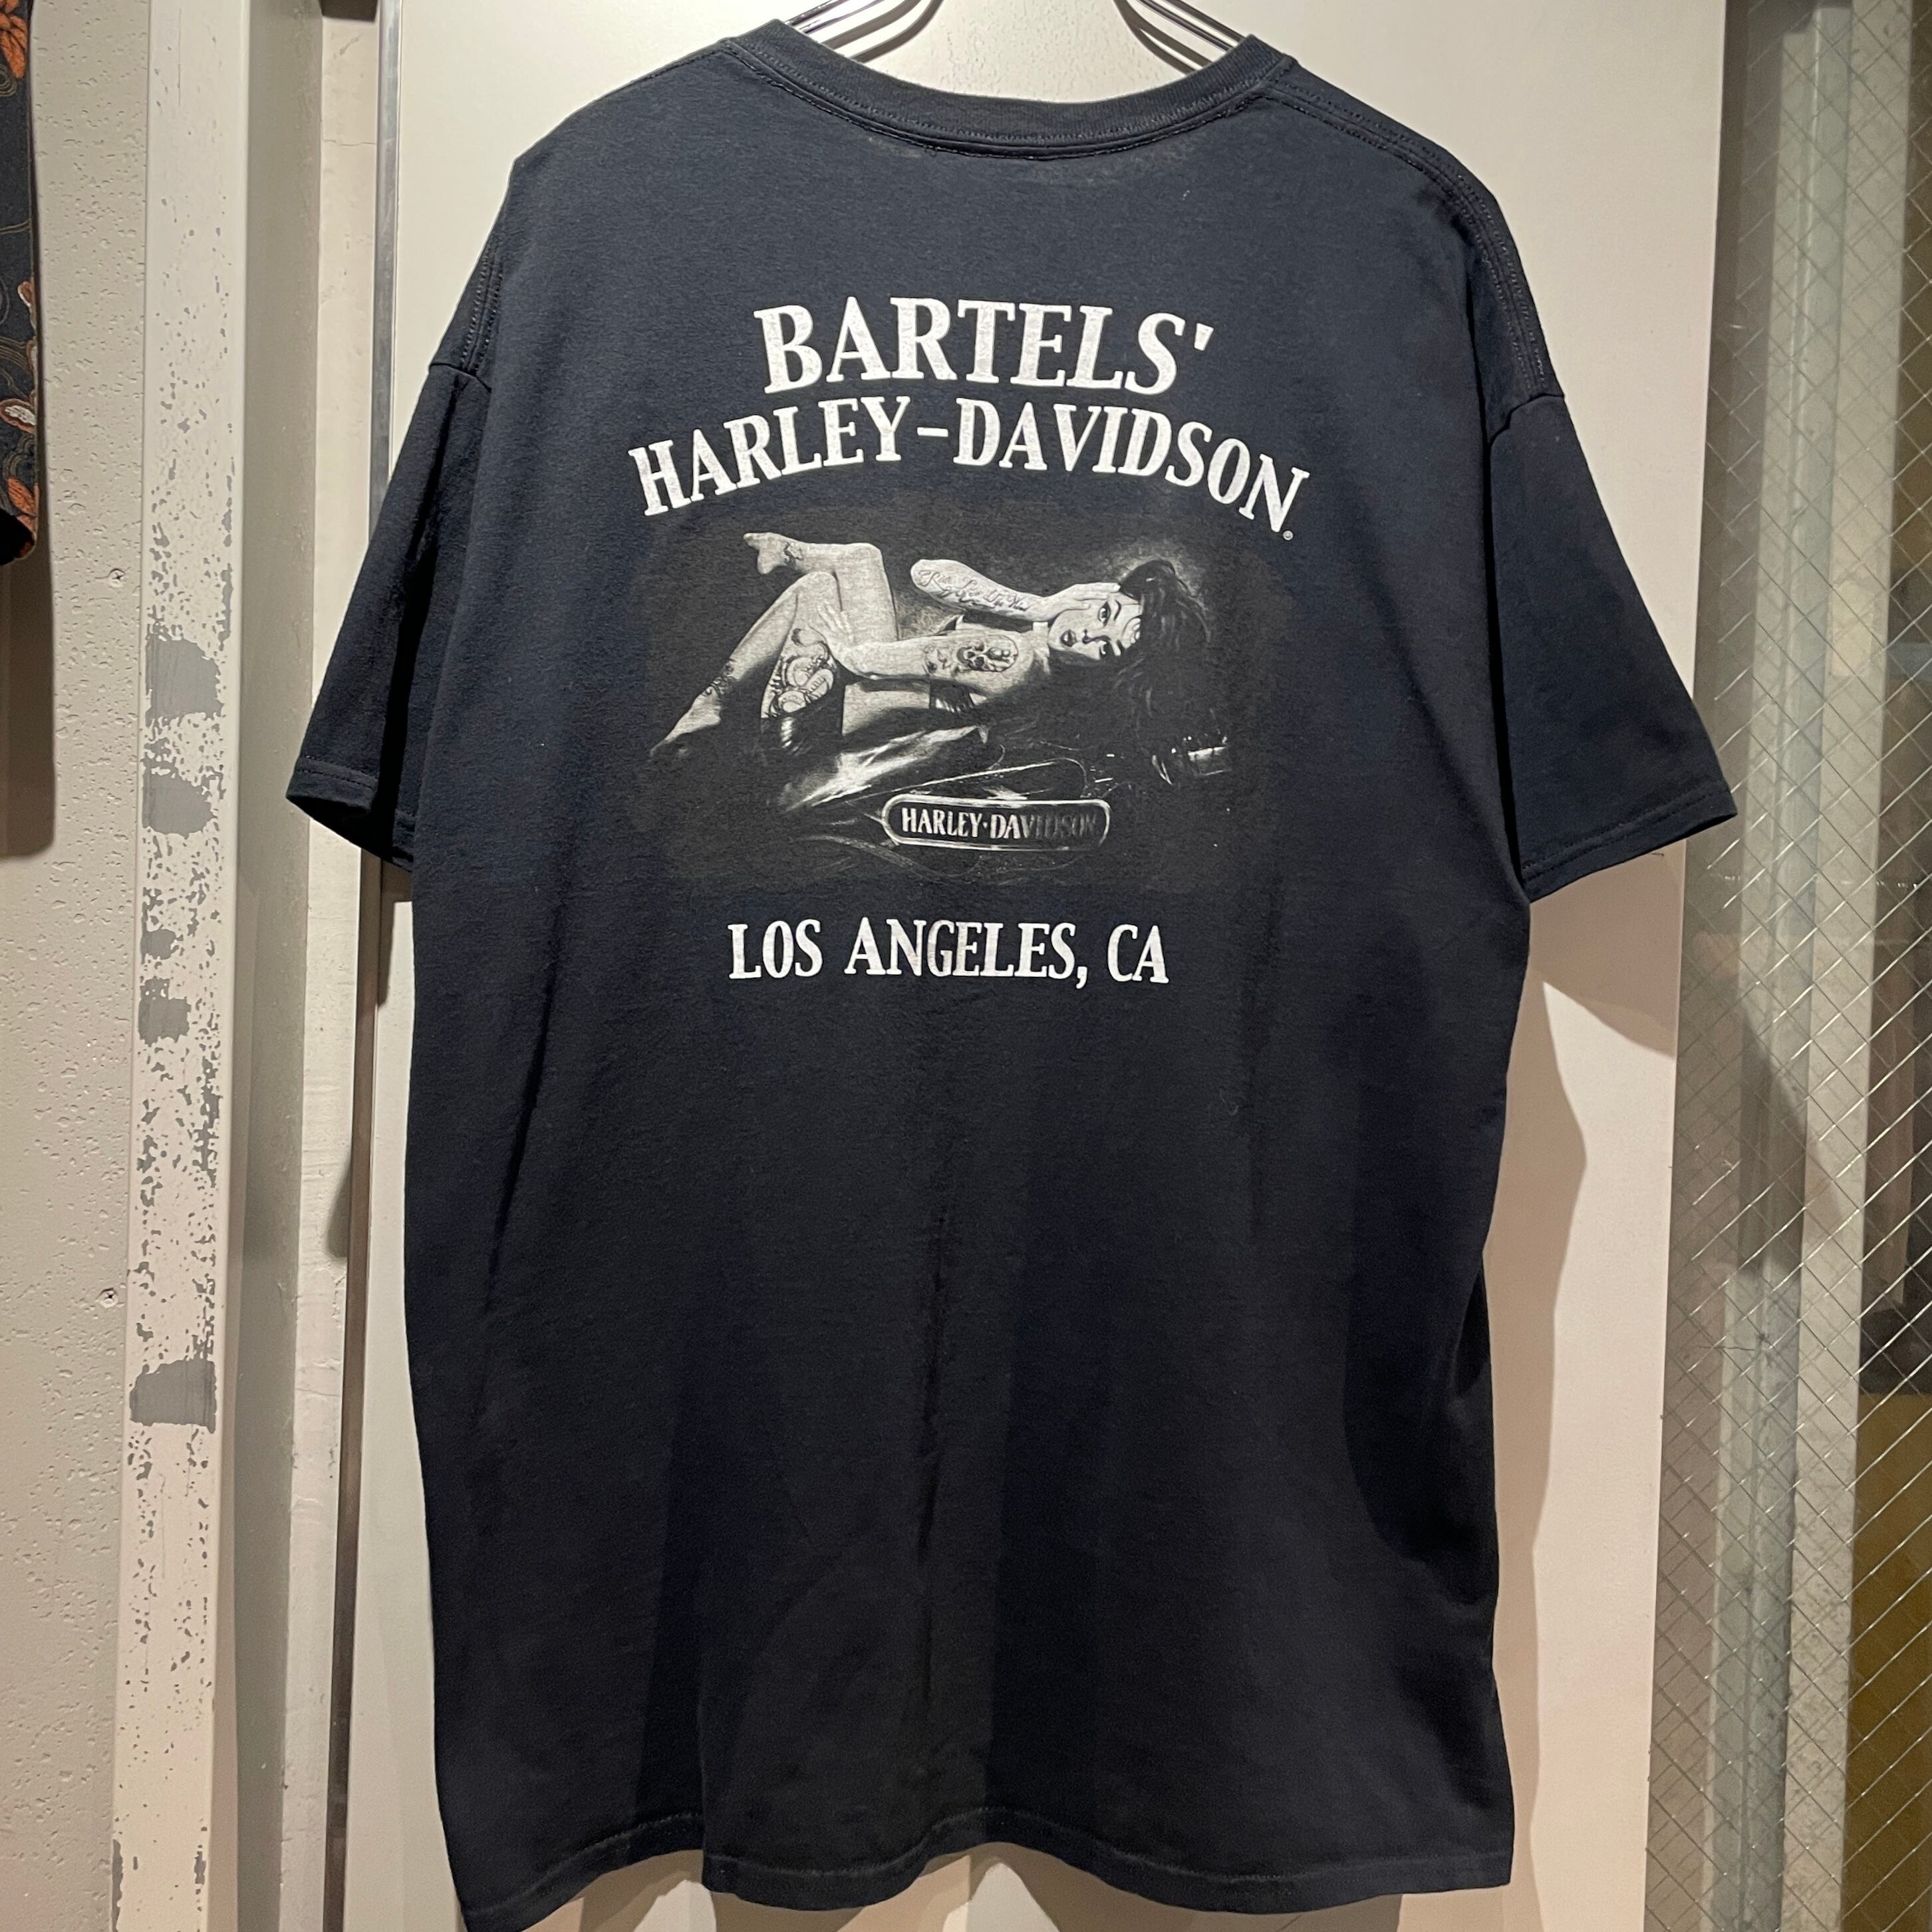 BARTELS'
HARLEY-DAVIDSON®
HARLEY·DAVIDSON
LOS ANGELES, CA